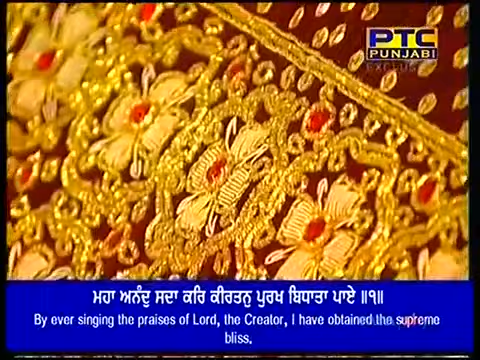 PTC
PUNJABI
EXCLUSIVE
ਮਹਾ ਅਨੰਦੁ ਸਦਾ ਕਰਿ ਕੀਰਤਨੁ ਪੁਰਖ ਬਿਧਾਤਾ ਪਾਏ ॥੧॥
By ever singing the praises of Lord, the Creator, I have obtained the supreme
bliss.